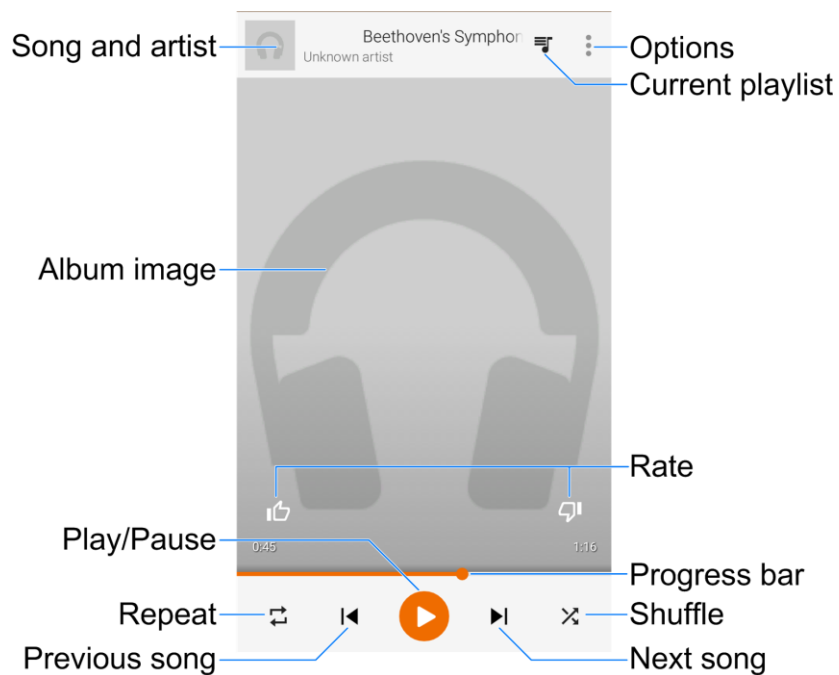 Song and artist
Beethoven's Symphon
Unknown artist
Options
Current playlist
Album image
Rate
Play/Pause
0:45
1:16
Progress bar
Repeat
Shuffle
Previous song
Next song